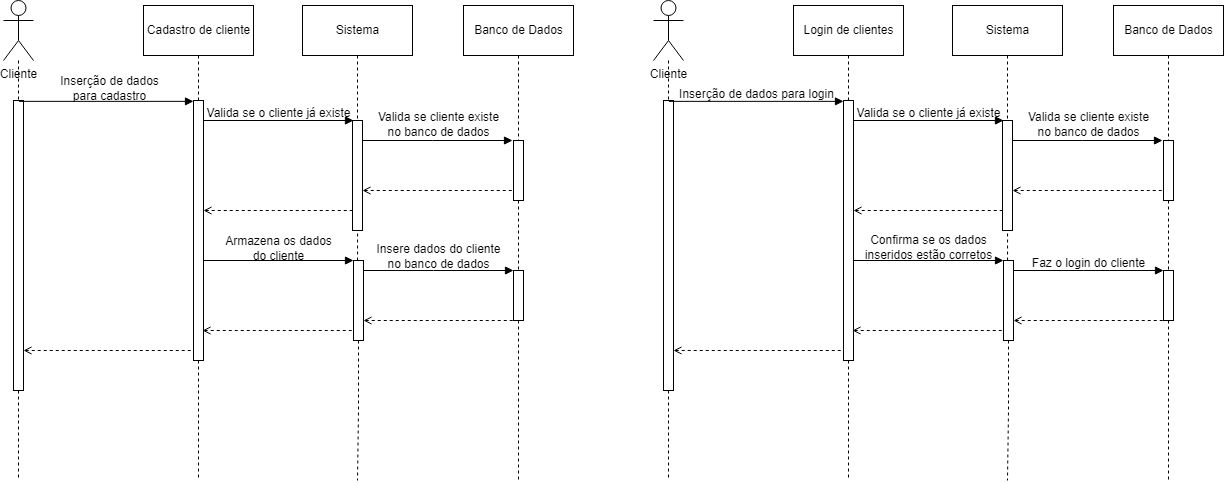 Cadastro de cliente
Sistema
Banco de Dados
Cliente
Inserção de dados
para cadastro
Valida se o cliente já existe
Valida se cliente existe
no banco de dados
Armazena os dados
do cliente
Insere dados do cliente
no banco de dados
Login de clientes
Sistema
Banco de Dados
Cliente
Inserção de dados para login
Valida se o cliente já existe
Valida se cliente existe
no banco de dados
Confirma se os dados
inseridos estão corretos
Faz o login do cliente